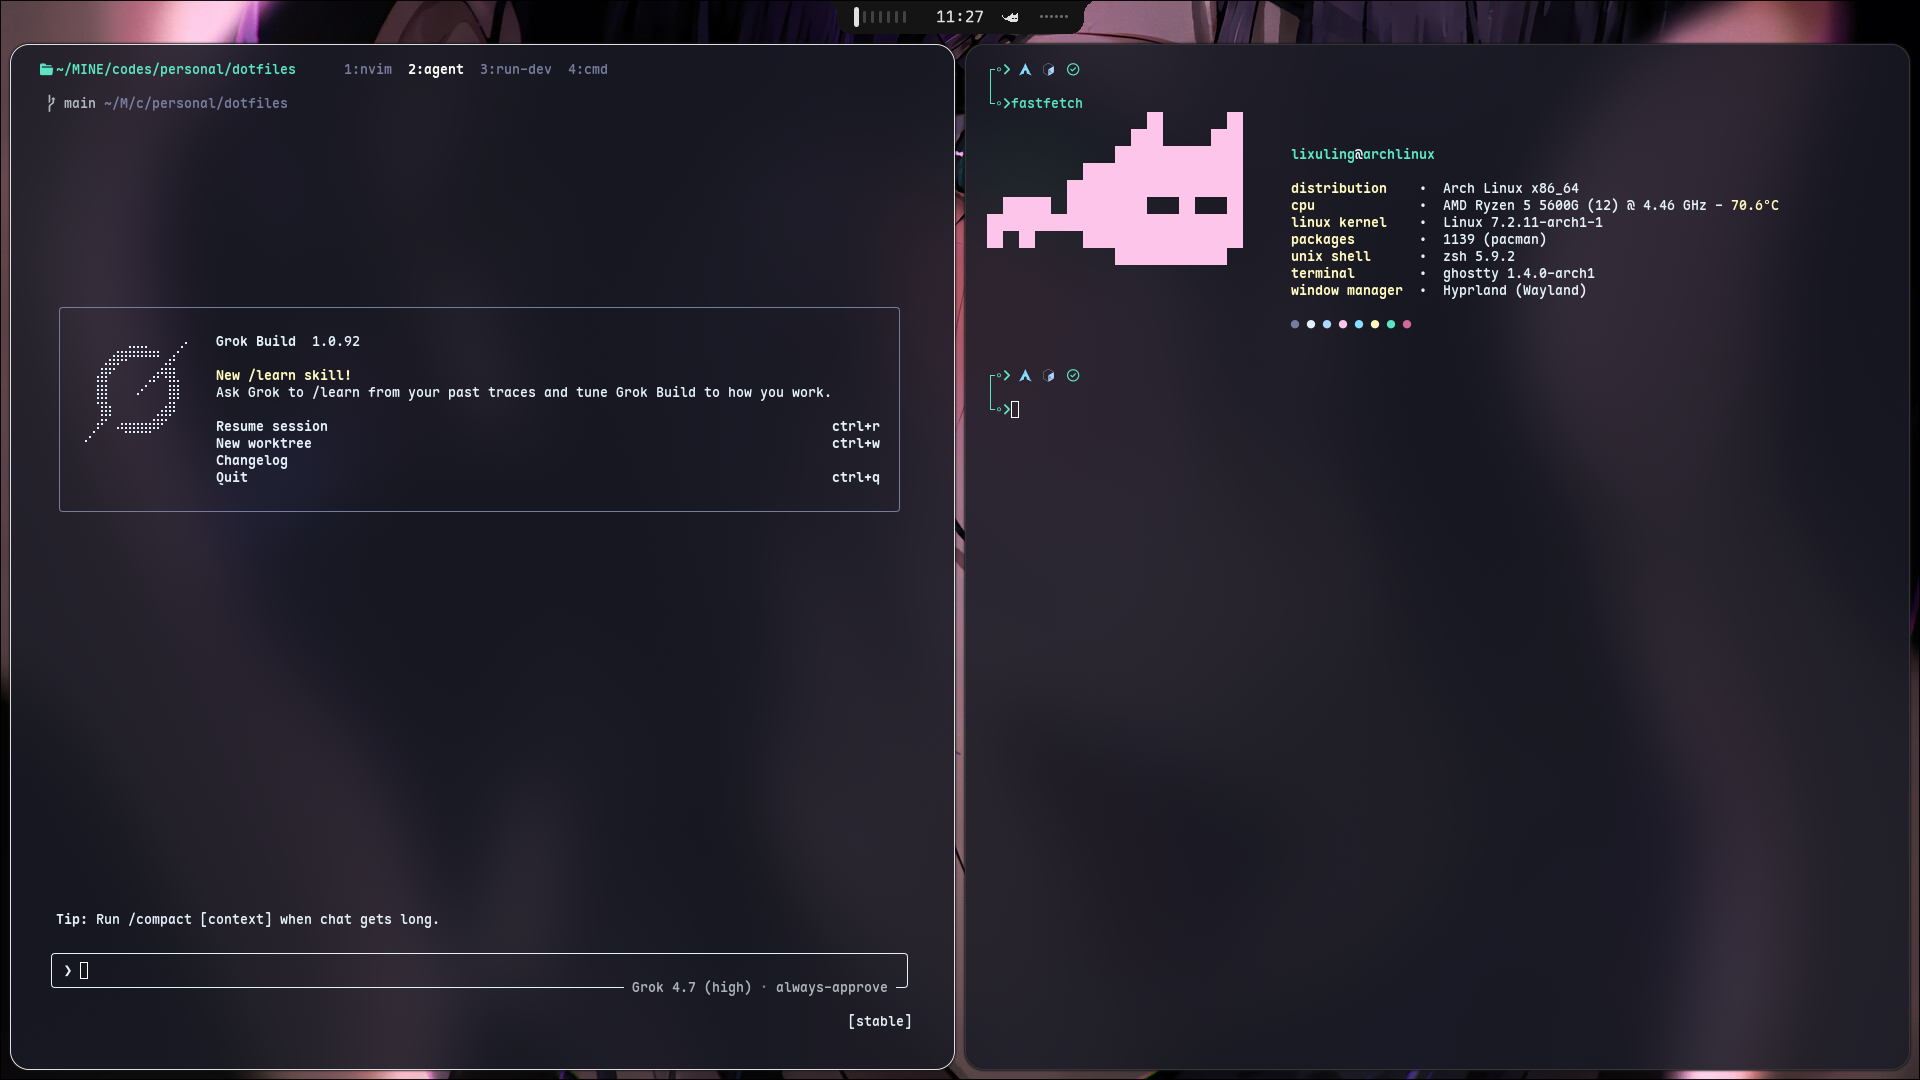 11:27
~/MINE/codes/personal/dotfiles 1:nvim 2:agent 3:run-dev 4:cmd
main ~/M/c/personal/dotfiles
Grok Build 1.0.92
New /learn skill!
Ask Grok to /learn from your past traces and tune Grok Build to how you work.
Resume session ctrl+r
New worktree ctrl+w
Changelog
Quit ctrl+q
Tip: Run /compact [context] when chat gets long.
❯
Grok 4.7 (high) · always-approve
[stable]
fastfetch
lixuling@archlinux
distribution • Arch Linux x86_64
cpu • AMD Ryzen 5 5600G (12) @ 4.46 GHz - 70.6°C
linux kernel • Linux 7.2.11-arch1-1
packages • 1139 (pacman)
unix shell • zsh 5.9.2
terminal • ghostty 1.4.0-arch1
window manager • Hyprland (Wayland)